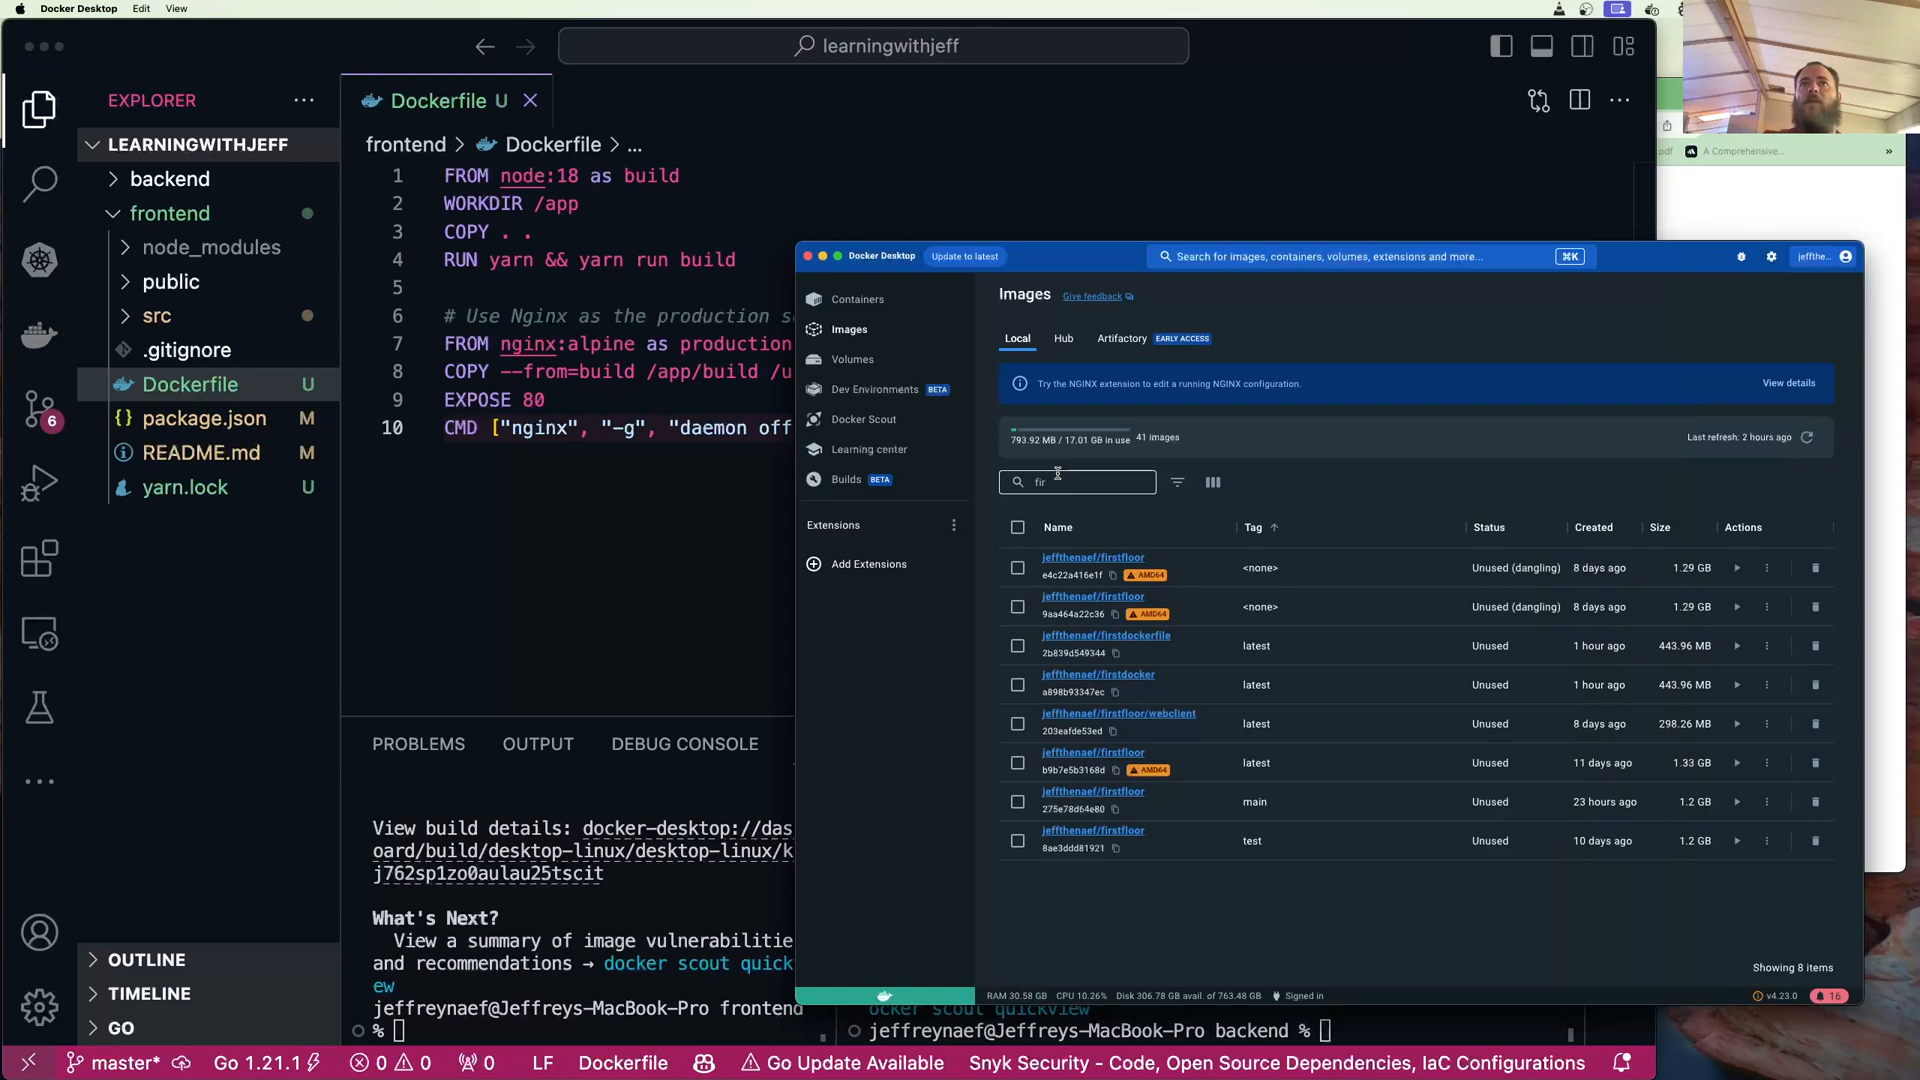 Docker Desktop Edit View
learningwithjeff
EXPLORER
LEARNINGWITHJEFF
backend
frontend
node_modules
public
src
.gitignore
Dockerfile U
package.json M
README.md M
yarn.lock U
OUTLINE
TIMELINE
GO
6
Dockerfile U
frontend > Dockerfile > ...
1 FROM node:18 as build
2 WORKDIR /app
3 COPY . .
4 RUN yarn && yarn run build
5
6 # Use Nginx as the production s
7 FROM nginx:alpine as production
8 COPY --from=build /app/build /u
9 EXPOSE 80
10 CMD ["nginx", "-g", "daemon off
PROBLEMS OUTPUT DEBUG CONSOLE
View build details: docker-desktop://das
oard/build/desktop-linux/desktop-linux/k
j762sp1zo0aulau25tscit
What's Next?
View a summary of image vulnerabilitie
and recommendations → docker scout quick
ew
jeffreynaef@Jeffreys-MacBook-Pro frontend
%
ocker scout quickview
jeffreynaef@Jeffreys-MacBook-Pro backend %
.pdf A Comprehensive...
Docker Desktop Update to latest
Search for images, containers, volumes, extensions and more... ⌘K
jeffthe...
Containers
Images
Volumes
Dev Environments BETA
Docker Scout
Learning center
Builds BETA
Extensions
Add Extensions
Images Give feedback
Local Hub Artifactory EARLY ACCESS
Try the NGINX extension to edit a running NGINX configuration. View details
793.92 MB / 17.01 GB in use 41 images Last refresh: 2 hours ago
fir
Name Tag ↑ Status Created Size Actions
jeffthenaef/firstfloor
e4c22a416e1f AMD64 <none> Unused (dangling) 8 days ago 1.29 GB
jeffthenaef/firstfloor
9aa464a22c36 AMD64 <none> Unused (dangling) 8 days ago 1.29 GB
jeffthenaef/firstdockerfile
2b839d549344 latest Unused 1 hour ago 443.96 MB
jeffthenaef/firstdocker
a898b93347ec latest Unused 1 hour ago 443.96 MB
jeffthenaef/firstfloor/webclient
203eafde53ed latest Unused 8 days ago 298.26 MB
jeffthenaef/firstfloor
b9b7e5b3168d AMD64 latest Unused 11 days ago 1.33 GB
jeffthenaef/firstfloor
275e78d64e80 main Unused 23 hours ago 1.2 GB
jeffthenaef/firstfloor
8ae3ddd81921 test Unused 10 days ago 1.2 GB
Showing 8 items
RAM 30.58 GB CPU 10.26% Disk 306.78 GB avail. of 763.48 GB Signed in v4.23.0 16
master* Go 1.21.1 0 0 0 LF Dockerfile Go Update Available Snyk Security - Code, Open Source Dependencies, IaC Configurations